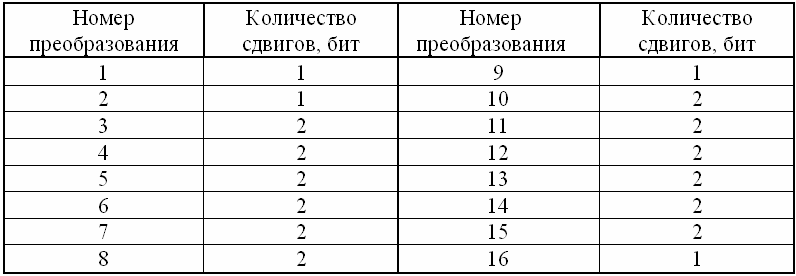 Номер преобразования Количество сдвигов, бит Номер преобразования Количество сдвигов, бит
1 1 9 1
2 1 10 2
3 2 11 2
4 2 12 2
5 2 13 2
6 2 14 2
7 2 15 2
8 2 16 1